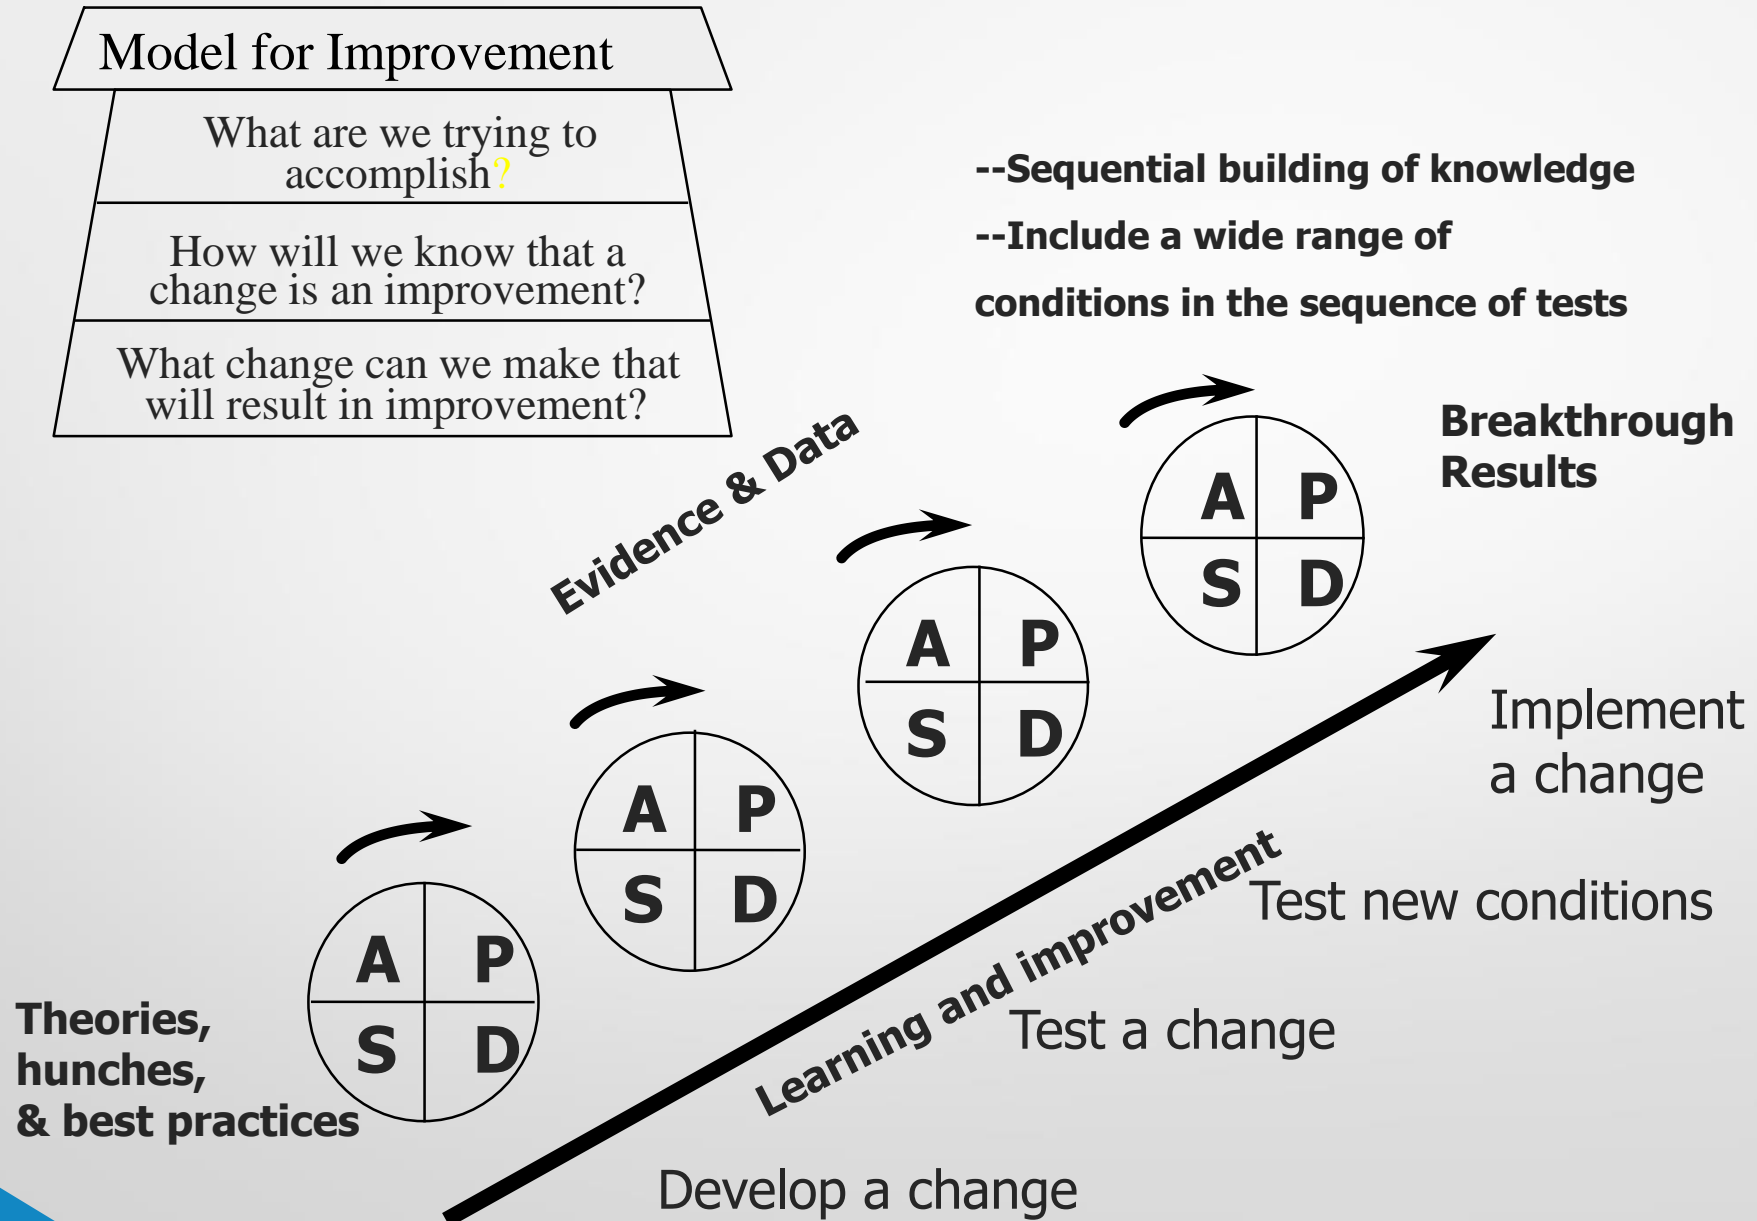 Model for Improvement
What are we trying to
accomplish?
How will we know that a
change is an improvement?
What change can we make that
will result in improvement?
--Sequential building of knowledge
--Include a wide range of
conditions in the sequence of tests
Evidence & Data
Breakthrough
Results
A P
S D
A P
S D
A P
S D
A P
S D
Theories,
hunches,
& best practices
Learning and improvement
Implement
a change
Test new conditions
Test a change
Develop a change